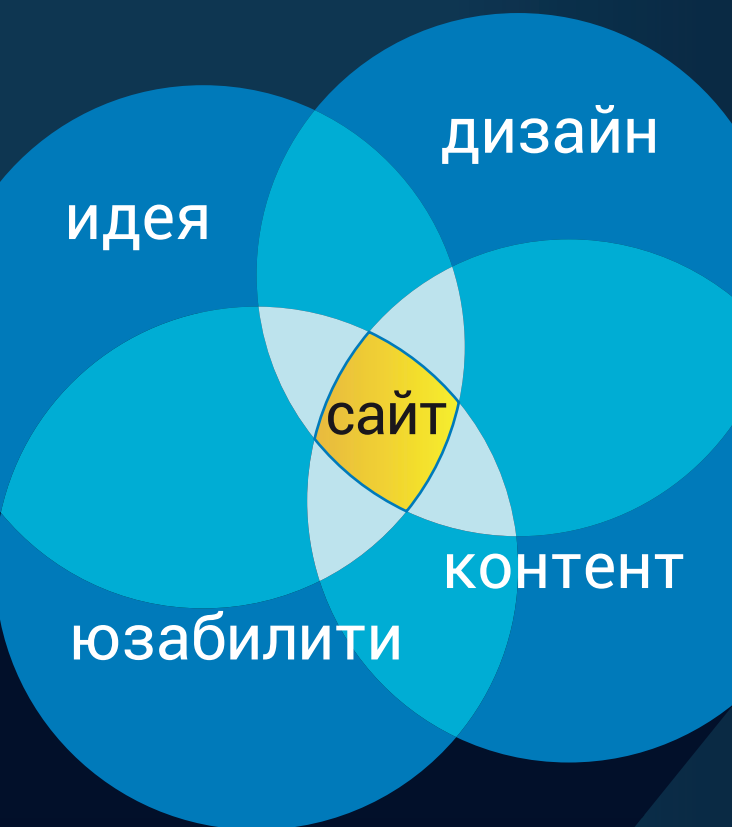 дизайн
идея
сайт
контент
юзабилити